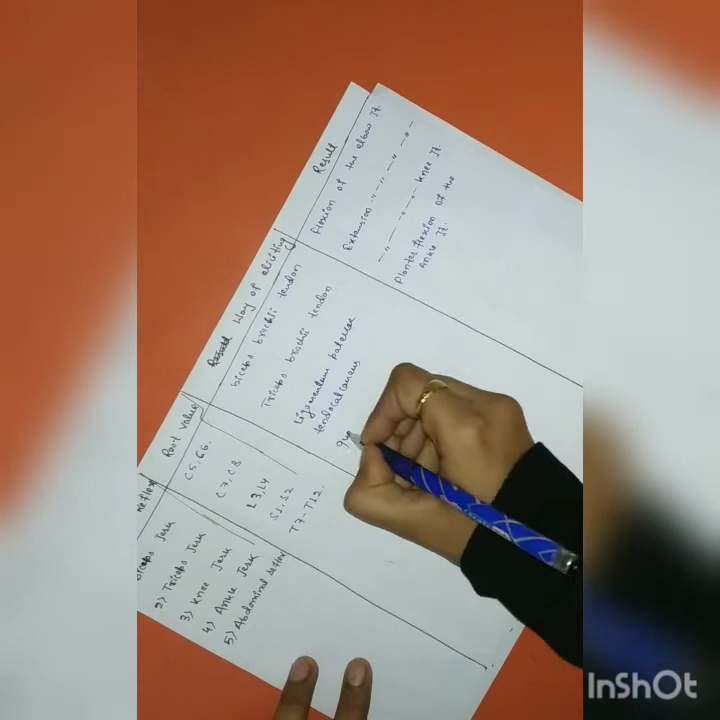 Reflex Root Value Way of eliciting Result
Biceps Jerk C5, C6. biceps brachii tendon flexion of the elbow Jt.
2) Triceps Jerk C7, C8 Triceps brachii tendon Extension -"- -"- -"- -"-
3) Knee Jerk L3, L4 Ligamentum patellae -"- -"- Knee Jt
4) Ankle Jerk S1, S2 tendocalcaneus Planter flexion of the
Ankle Jt.
5) Abdominal reflex T7-T12. qua
InShOt